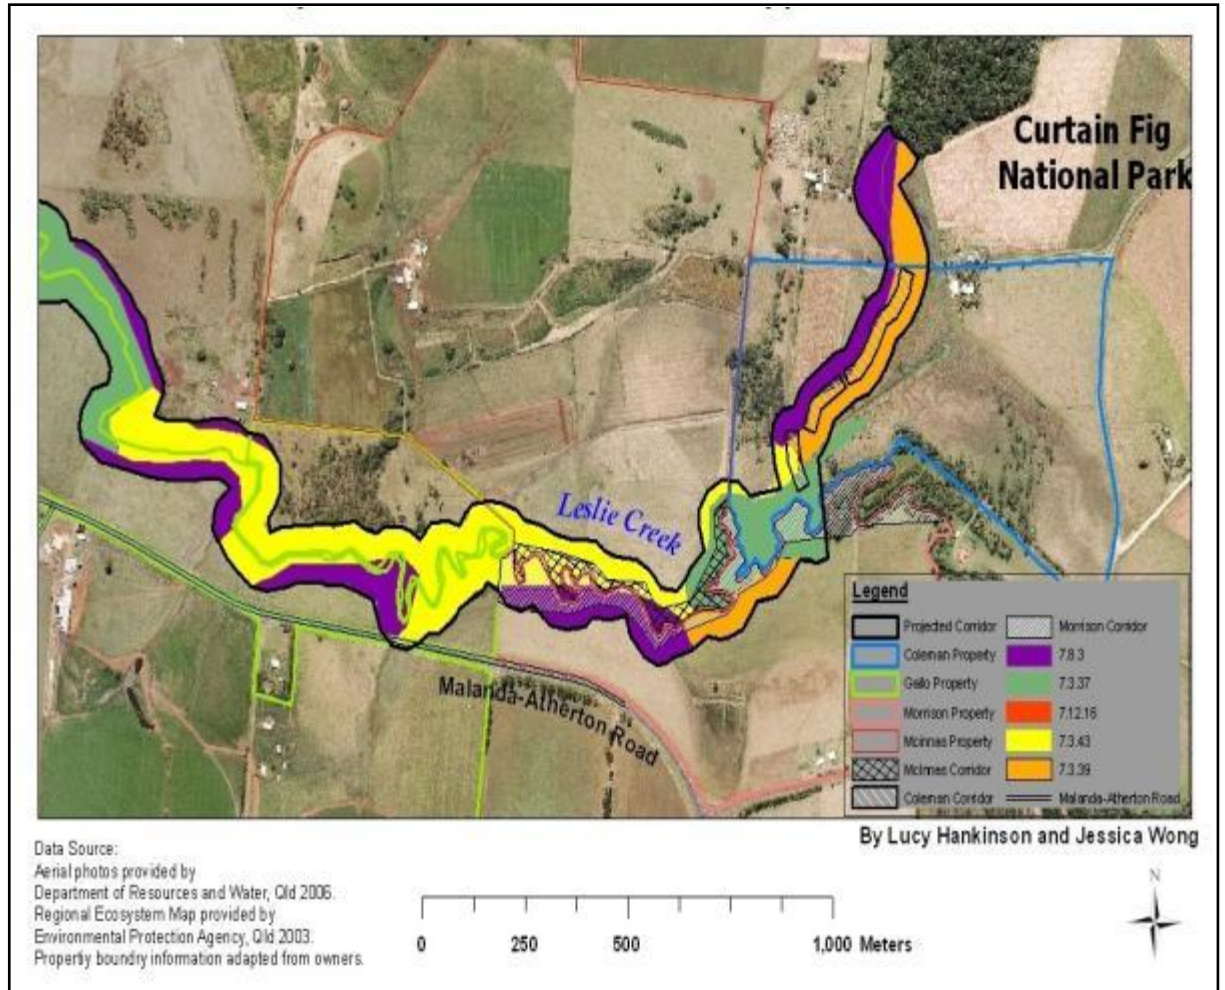 Curtain Fig
National Park
Leslie Creek
Malanda-Atherton Road
Legend
Projected Corridor
Coleman Property
Gallo Property
Morrison Property
Mcinnes Property
McInnes Corridor
Coleman Corridor
Morrison Corridor
7.8.3
7.3.37
7.12.16
7.3.43
7.3.39
Malanda-Atherton Road
By Lucy Hankinson and Jessica Wong
Data Source:
Aerial photos provided by
Department of Resources and Water, Qld 2006.
Regional Ecosystem Map provided by
Environmental Protection Agency, Qld 2003.
Property boundry information adapted from owners.
0 250 500 1,000 Meters
N